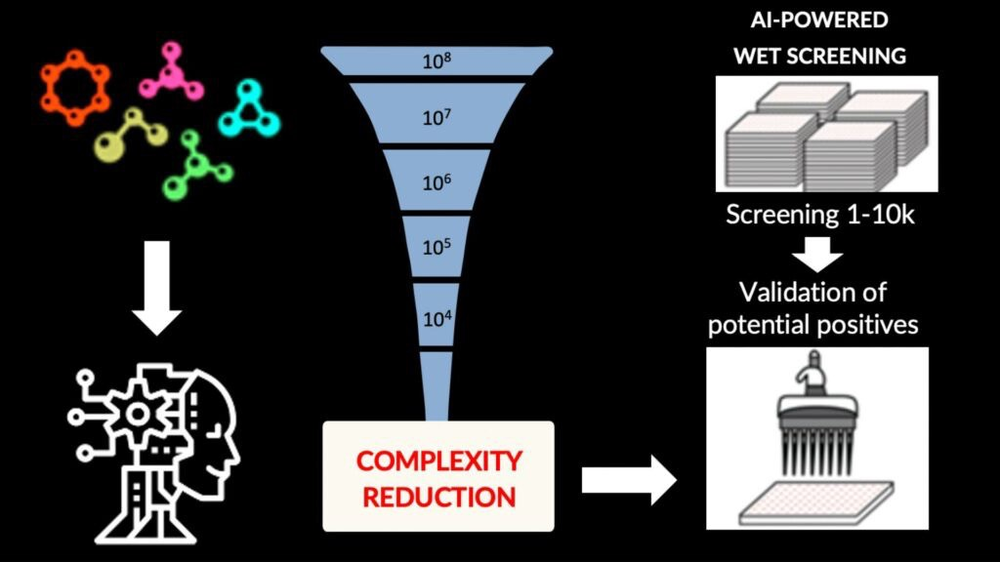 10⁸
10⁷
10⁶
10⁵
10⁴
COMPLEXITY
REDUCTION
AI-POWERED
WET SCREENING
Screening 1-10k
Validation of
potential positives